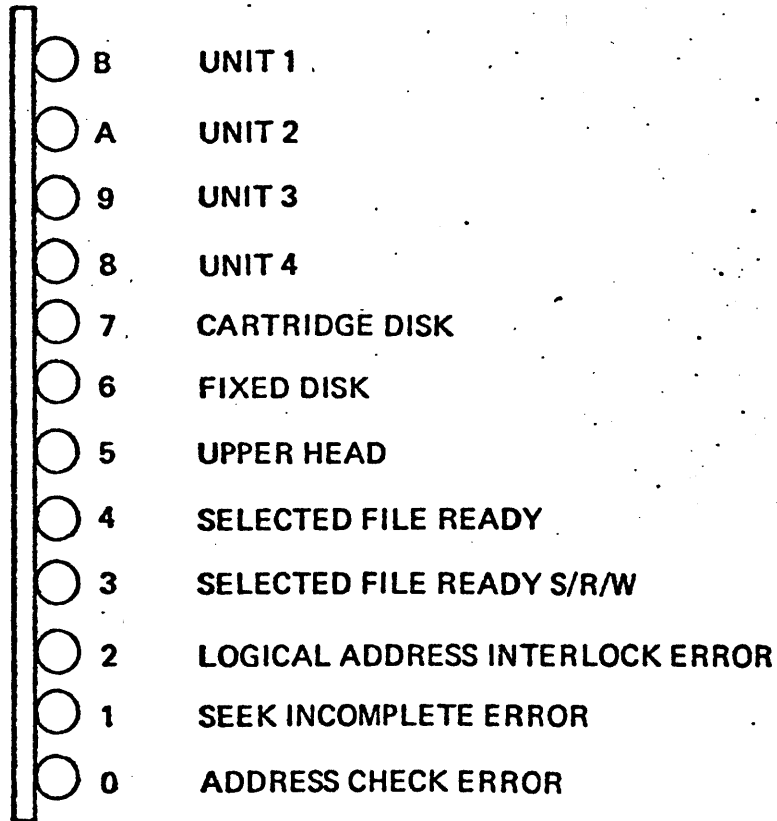 B UNIT 1
A UNIT 2
9 UNIT 3
8 UNIT 4
7 CARTRIDGE DISK
6 FIXED DISK
5 UPPER HEAD
4 SELECTED FILE READY
3 SELECTED FILE READY S/R/W
2 LOGICAL ADDRESS INTERLOCK ERROR
1 SEEK INCOMPLETE ERROR
0 ADDRESS CHECK ERROR